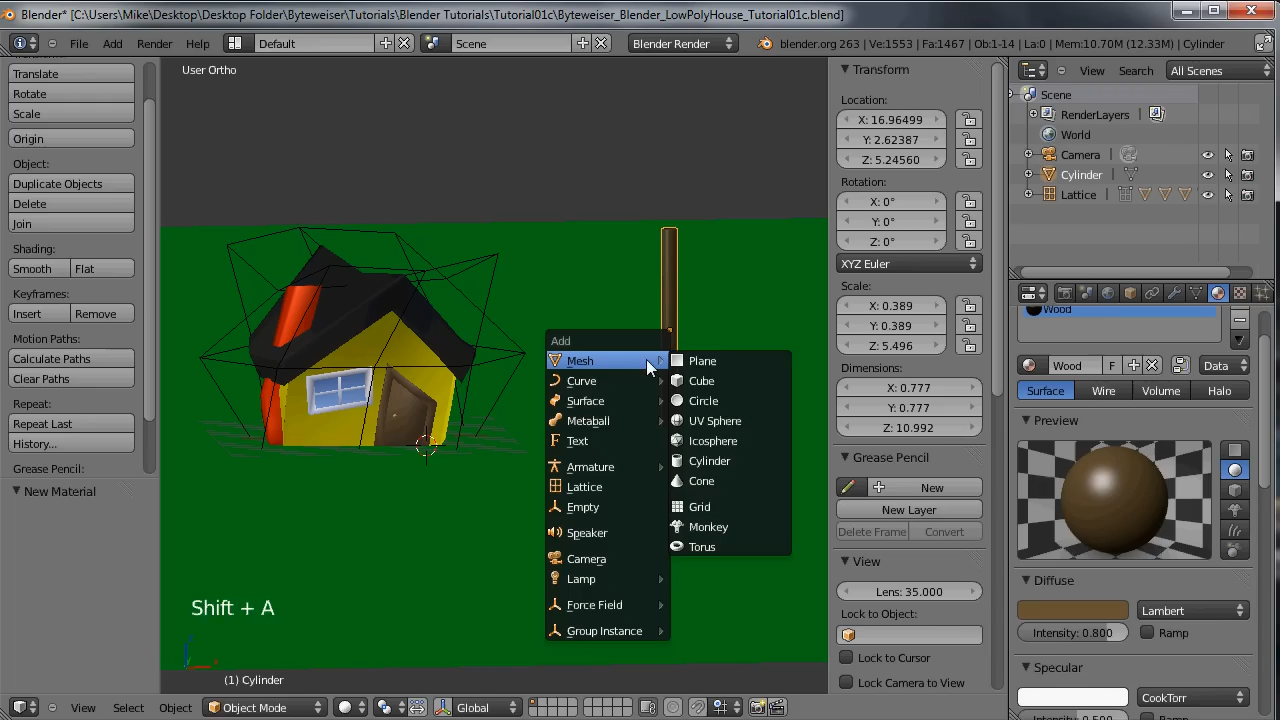 Blender* [C:\Users\Mike\Desktop\Desktop Folder\Byteweiser\Tutorials\Blender Tutorials\Tutorial01c\Byteweiser_Blender_LowPolyHouse_Tutorial01c.blend]
File Add Render Help Default Scene Blender Render blender.org 263 | Ve:1553 | Fa:1467 | Ob:1-14 | La:0 | Mem:10.70M (12.33M) | Cylinder
Translate
Rotate
Scale
Origin
Object:
Duplicate Objects
Delete
Join
Shading:
Smooth Flat
Keyframes:
Insert Remove
Motion Paths:
Calculate Paths
Clear Paths
Repeat:
Repeat Last
History...
Grease Pencil:
New Material
User Ortho
Add
Mesh
Curve
Surface
Metaball
Text
Armature
Lattice
Empty
Speaker
Camera
Lamp
Force Field
Group Instance
Plane
Cube
Circle
UV Sphere
Icosphere
Cylinder
Cone
Grid
Monkey
Torus
Shift + A
(1) Cylinder
View Select Object Object Mode Global
Transform
Location:
X: 16.96499
Y: 2.62387
Z: 5.24560
Rotation:
X: 0°
Y: 0°
Z: 0°
XYZ Euler
Scale:
X: 0.389
Y: 0.389
Z: 5.496
Dimensions:
X: 0.777
Y: 0.777
Z: 10.992
Grease Pencil
New
New Layer
Delete Frame Convert
View
Lens: 35.000
Lock to Object:
Lock to Cursor
Lock Camera to View
View Search All Scenes
Scene
RenderLayers
World
Camera
Cylinder
Lattice
Wood
Wood F Data
Surface Wire Volume Halo
Preview
Diffuse
Lambert
Intensity: 0.800 Ramp
Specular
CookTorr